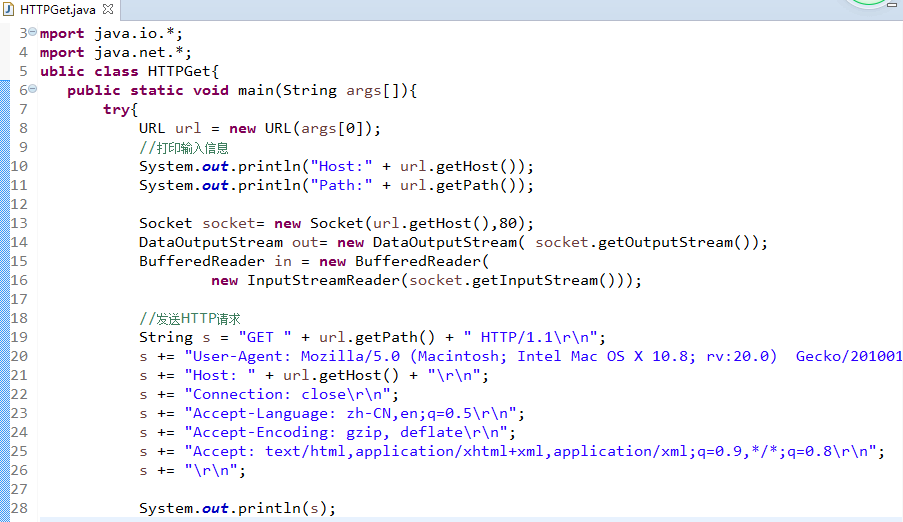 HTTPGet.java
3 mport java.io.*;
4 mport java.net.*;
5 ublic class HTTPGet{
6 public static void main(String args[]){
7 try{
8 URL url = new URL(args[0]);
9 //打印输入信息
10 System.out.println("Host:" + url.getHost());
11 System.out.println("Path:" + url.getPath());
12
13 Socket socket= new Socket(url.getHost(),80);
14 DataOutputStream out= new DataOutputStream( socket.getOutputStream());
15 BufferedReader in = new BufferedReader(
16 new InputStreamReader(socket.getInputStream()));
17
18 //发送HTTP请求
19 String s = "GET " + url.getPath() + " HTTP/1.1\r\n";
20 s += "User-Agent: Mozilla/5.0 (Macintosh; Intel Mac OS X 10.8; rv:20.0)  Gecko/201001
21 s += "Host: " + url.getHost() + "\r\n";
22 s += "Connection: close\r\n";
23 s += "Accept-Language: zh-CN,en;q=0.5\r\n";
24 s += "Accept-Encoding: gzip, deflate\r\n";
25 s += "Accept: text/html,application/xhtml+xml,application/xml;q=0.9,*/*;q=0.8\r\n";
26 s += "\r\n";
27
28 System.out.println(s);